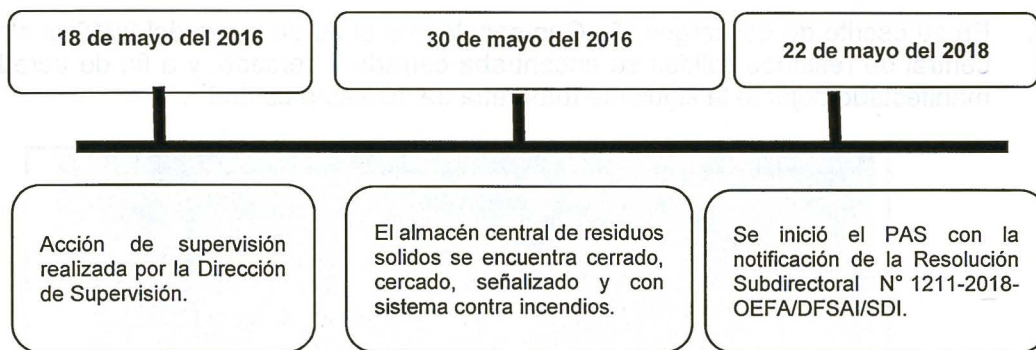 18 de mayo del 2016
30 de mayo del 2016
22 de mayo del 2018
Acción de supervisión
realizada por la Dirección
de Supervisión.
El almacén central de residuos
solidos se encuentra cerrado,
cercado, señalizado y con
sistema contra incendios.
Se inició el PAS con la
notificación de la Resolución
Subdirectoral N° 1211-2018-
OEFA/DFSAI/SDI.